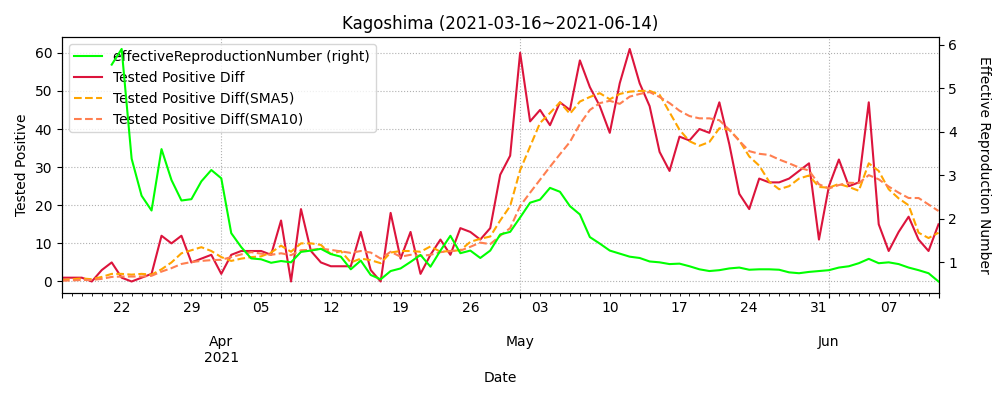 Kagoshima (2021-03-16~2021-06-14)
effectiveReproductionNumber (right)
Tested Positive Diff
Tested Positive Diff(SMA5)
Tested Positive Diff(SMA10)
Tested Positive
60
50
40
30
20
10
0
6
5
4
3
2
1
Effective Reproduction Number
22 29 05 12 19 26 03 10 17 24 31 07
Apr May Jun
2021
Date